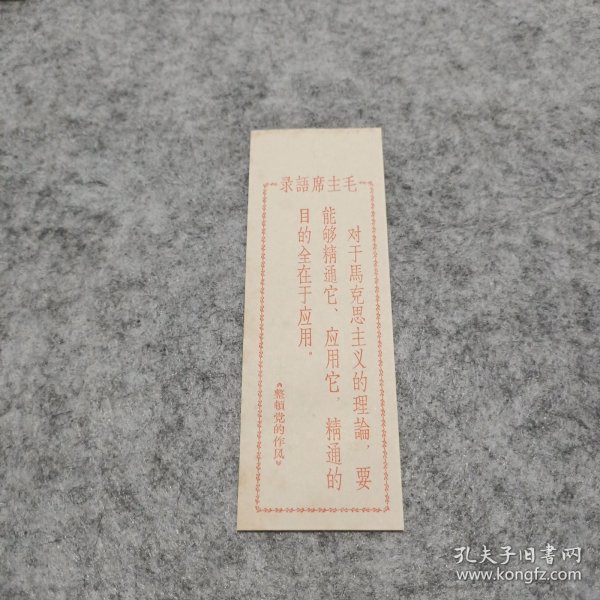 毛主席語录
对于馬克思主义的理論，要
能够精通它、应用它，精通的
目的全在于应用。
《整頓党的作风》
孔夫子旧书网
www.kongfz.com